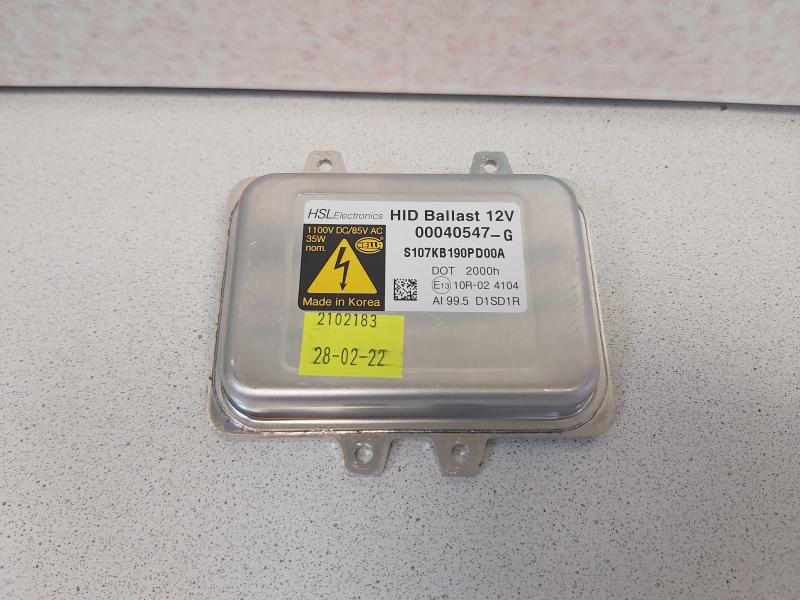 HSL Electronics
HID Ballast 12V
00040547-G
1100V DC/85V AC
35W
nom.
HELLA
S107KB190PD00A
DOT 2000h
E13 10R-02 4104
Made in Korea
AI 99.5 D1SD1R
2102183
28-02-22